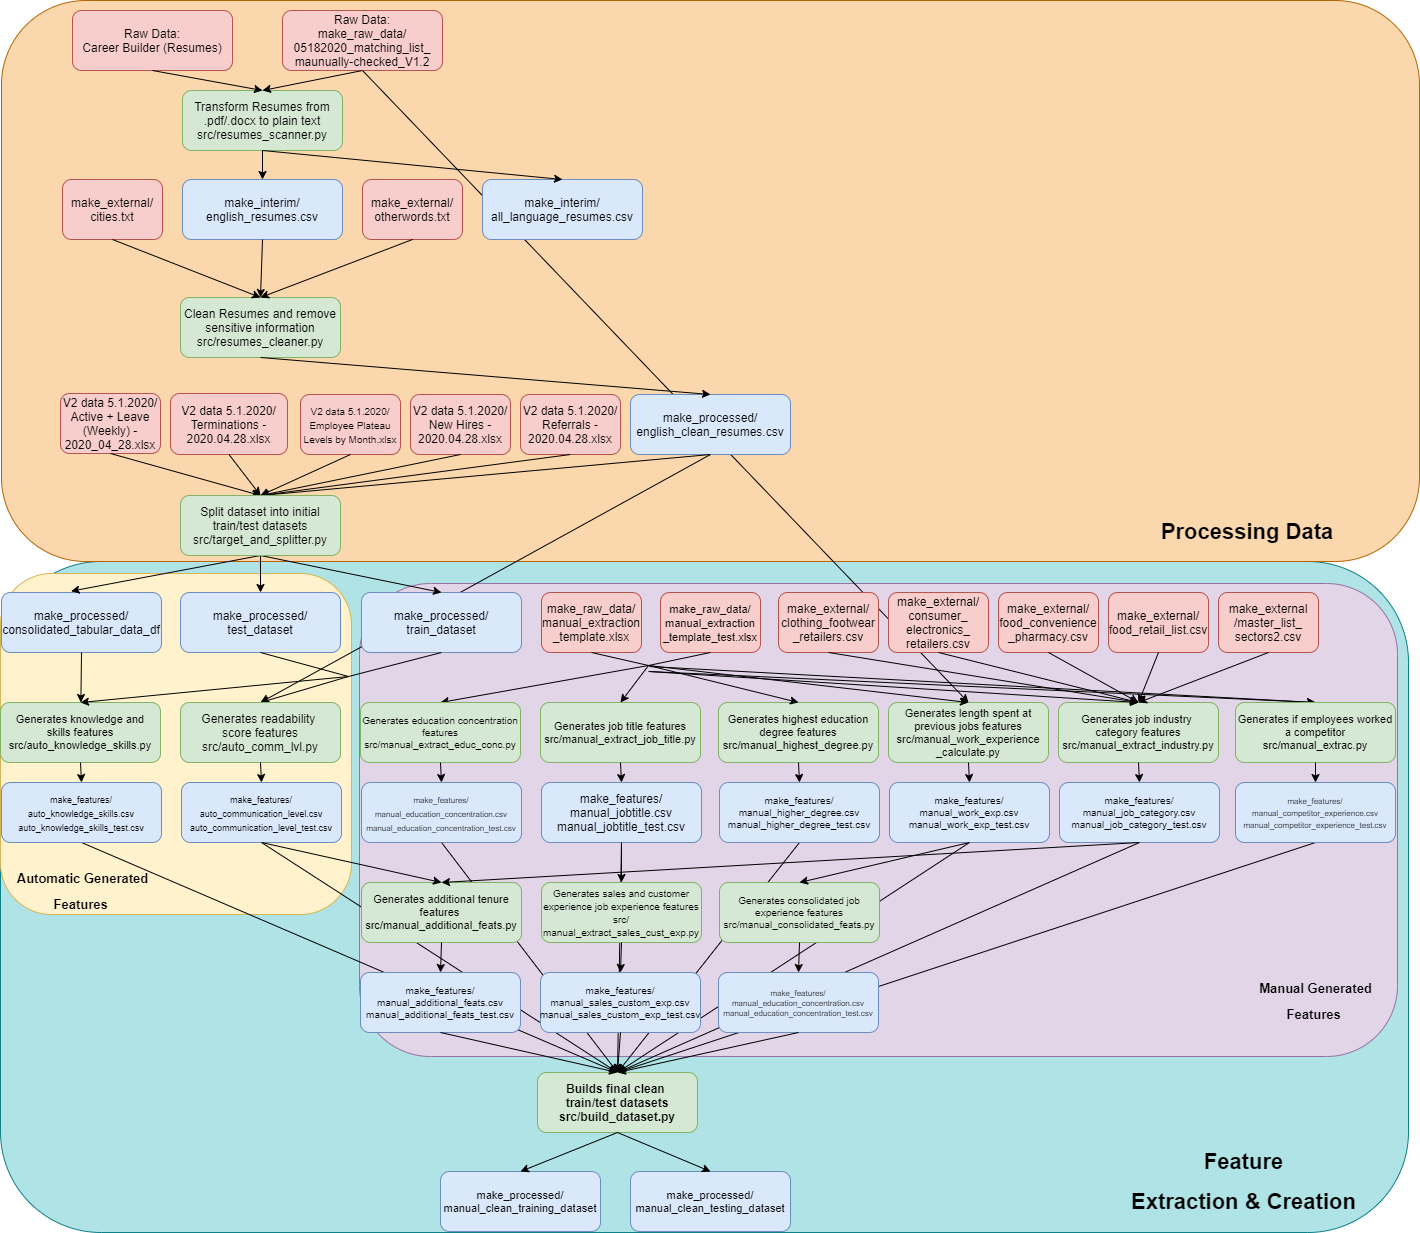 Raw Data:
Career Builder (Resumes)
Raw Data:
make_raw_data/
05182020_matching_list_
maunually-checked_V1.2
Transform Resumes from
.pdf/.docx to plain text
src/resumes_scanner.py
make_external/
cities.txt
make_interim/
english_resumes.csv
make_external/
otherwords.txt
make_interim/
all_language_resumes.csv
Clean Resumes and remove
sensitive information
src/resumes_cleaner.py
V2 data 5.1.2020/
Active + Leave
(Weekly) -
2020_04_28.xlsx
V2 data 5.1.2020/
Terminations -
2020.04.28.xlsx
V2 data 5.1.2020/
Employee Plateau
Levels by Month.xlsx
V2 data 5.1.2020/
New Hires -
2020.04.28.xlsx
V2 data 5.1.2020/
Referrals -
2020.04.28.xlsx
make_processed/
english_clean_resumes.csv
Split dataset into initial
train/test datasets
src/target_and_splitter.py
Processing Data
make_processed/
consolidated_tabular_data_df
make_processed/
test_dataset
make_processed/
train_dataset
make_raw_data/
manual_extraction
_template.xlsx
make_raw_data/
manual_extraction
_template_test.xlsx
make_external/
clothing_footwear
_retailers.csv
make_external/
consumer_
electronics_
retailers.csv
make_external/
food_convenience
_pharmacy.csv
make_external/
food_retail_list.csv
make_external
/master_list_
sectors2.csv
Generates knowledge and
skills features
src/auto_knowledge_skills.py
Generates readability
score features
src/auto_comm_lvl.py
Generates education concentration
features
src/manual_extract_educ_conc.py
Generates job title features
src/manual_extract_job_title.py
Generates highest education
degree features
src/manual_highest_degree.py
Generates length spent at
previous jobs features
src/manual_work_experience
_calculate.py
Generates job industry
category features
src/manual_extract_industry.py
Generates if employees worked
a competitor
src/manual_extrac.py
make_features/
auto_knowledge_skills.csv
auto_knowledge_skills_test.csv
make_features/
auto_communication_level.csv
auto_communication_level_test.csv
make_features/
manual_education_concentration.csv
manual_education_concentration_test.csv
make_features/
manual_jobtitle.csv
manual_jobtitle_test.csv
make_features/
manual_higher_degree.csv
manual_higher_degree_test.csv
make_features/
manual_work_exp.csv
manual_work_exp_test.csv
make_features/
manual_job_category.csv
manual_job_category_test.csv
make_features/
manual_competitor_experience.csv
manual_competitor_experience_test.csv
Automatic Generated
Features
Generates additional tenure
features
src/manual_additional_feats.py
Generates sales and customer
experience job experience features
src/
manual_extract_sales_cust_exp.py
Generates consolidated job
experience features
src/manual_consolidated_feats.py
make_features/
manual_additional_feats.csv
manual_additional_feats_test.csv
make_features/
manual_sales_custom_exp.csv
manual_sales_custom_exp_test.csv
make_features/
manual_education_concentration.csv
manual_education_concentration_test.csv
Manual Generated
Features
Builds final clean
train/test datasets
src/build_dataset.py
make_processed/
manual_clean_training_dataset
make_processed/
manual_clean_testing_dataset
Feature
Extraction & Creation